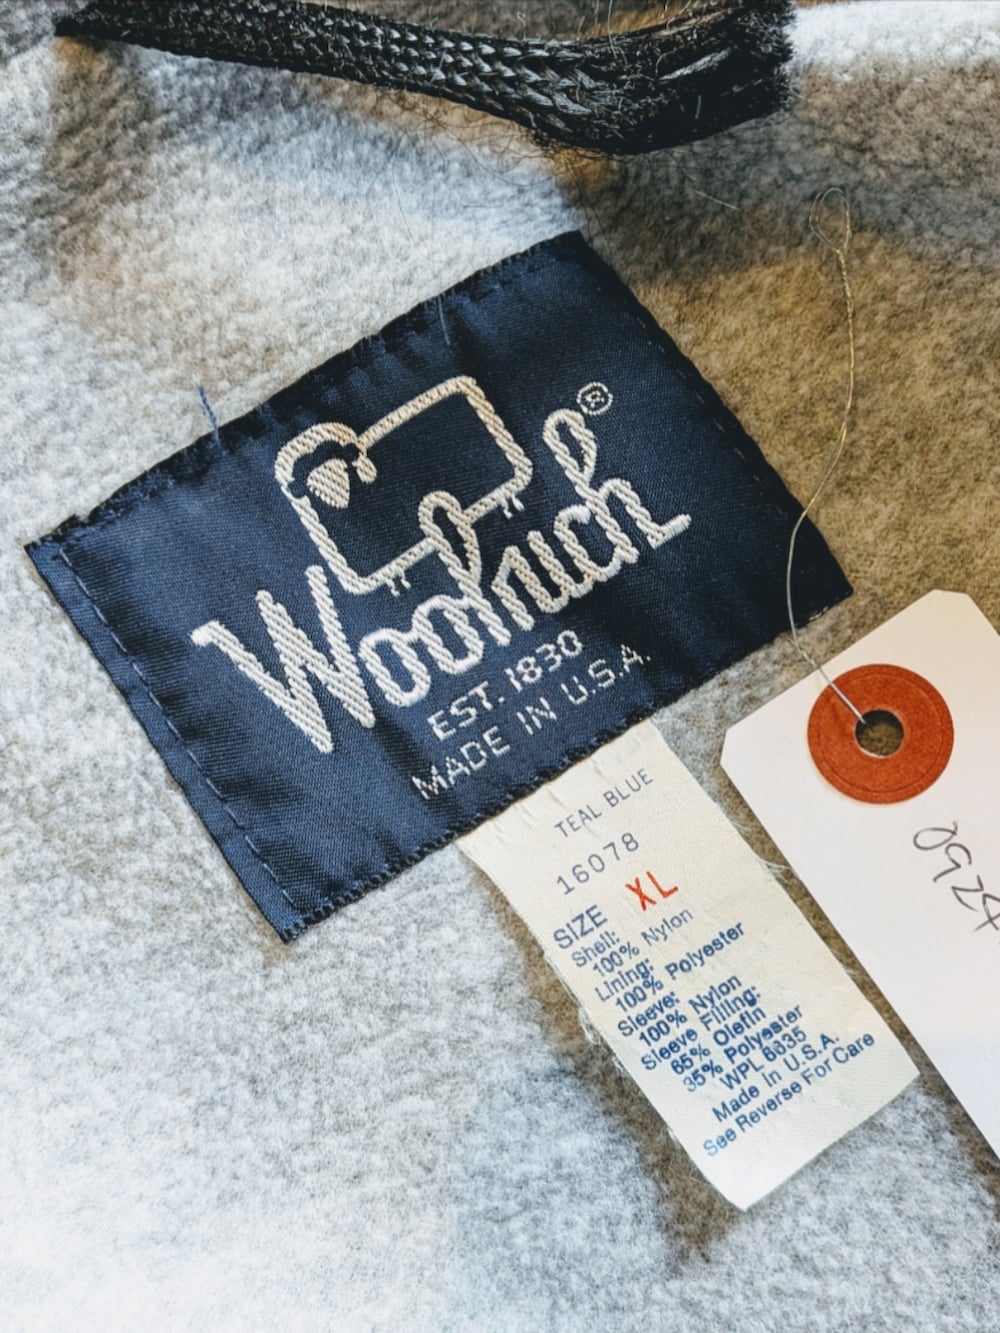 Woolrich®
EST. 1830
MADE IN U.S.A.
TEAL BLUE
16078
SIZE XL
Shell:
100% Nylon
Lining:
100% Polyester
Sleeve:
100% Nylon
Sleeve Filling:
65% Olefin
35% Polyester
WPL 6635
Made in U.S.A.
See Reverse For Care